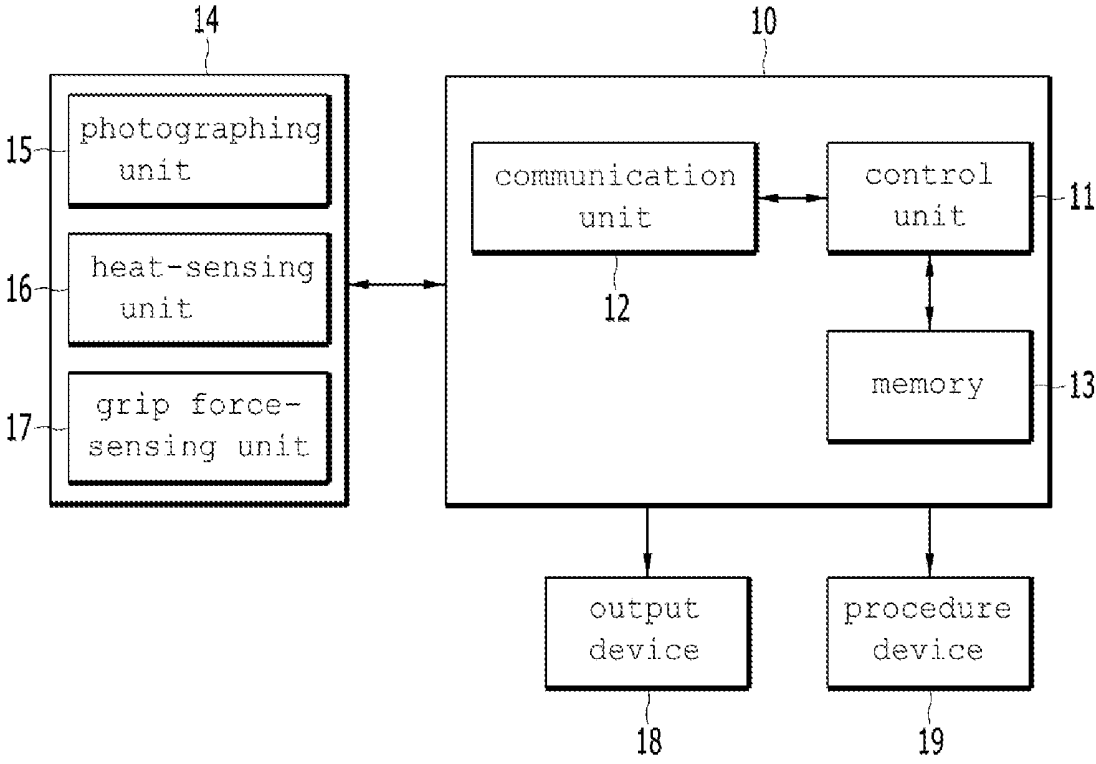 14
10
photographing
unit
15
communication
unit
12
control
unit
11
heat-sensing
unit
16
memory
13
grip force-
sensing unit
17
output
device
18
procedure
device
19